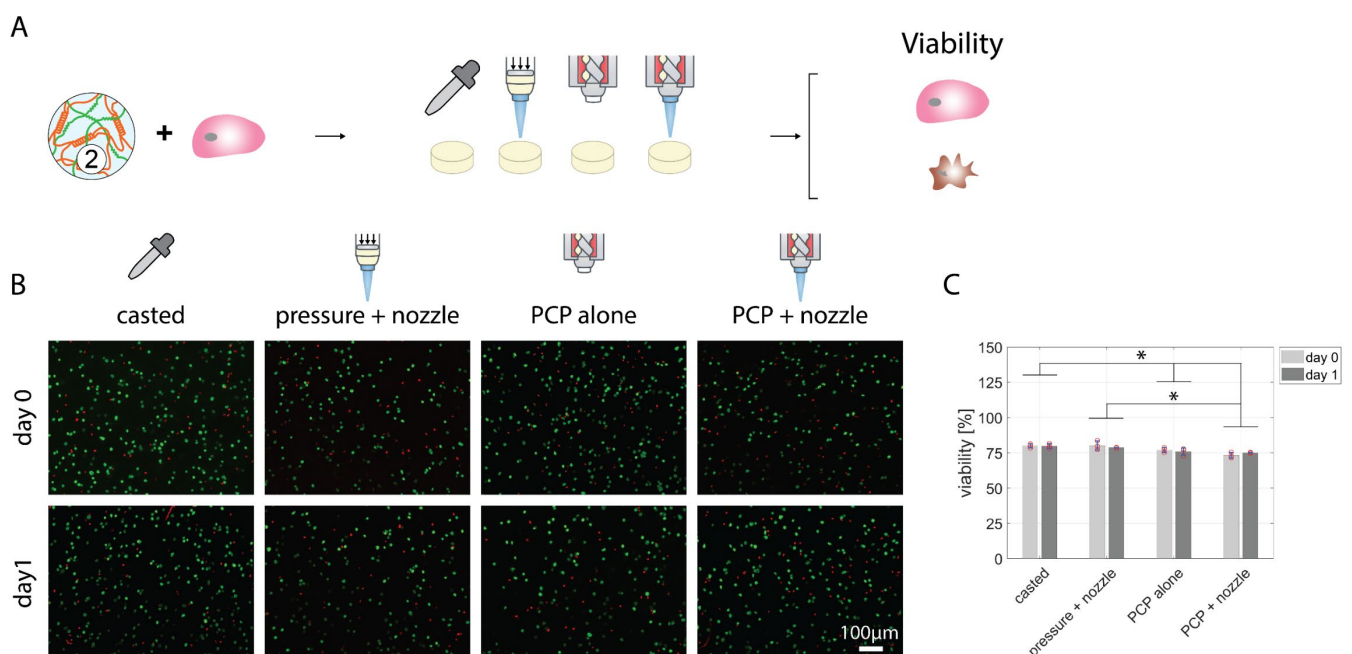 A
Viability
2
+
B
casted
pressure + nozzle
PCP alone
PCP + nozzle
day 0
day1
100μm
C
viability [%]
150
125
100
75
50
25
0
*
*
day 0
day 1
casted
pressure + nozzle
PCP alone
PCP + nozzle